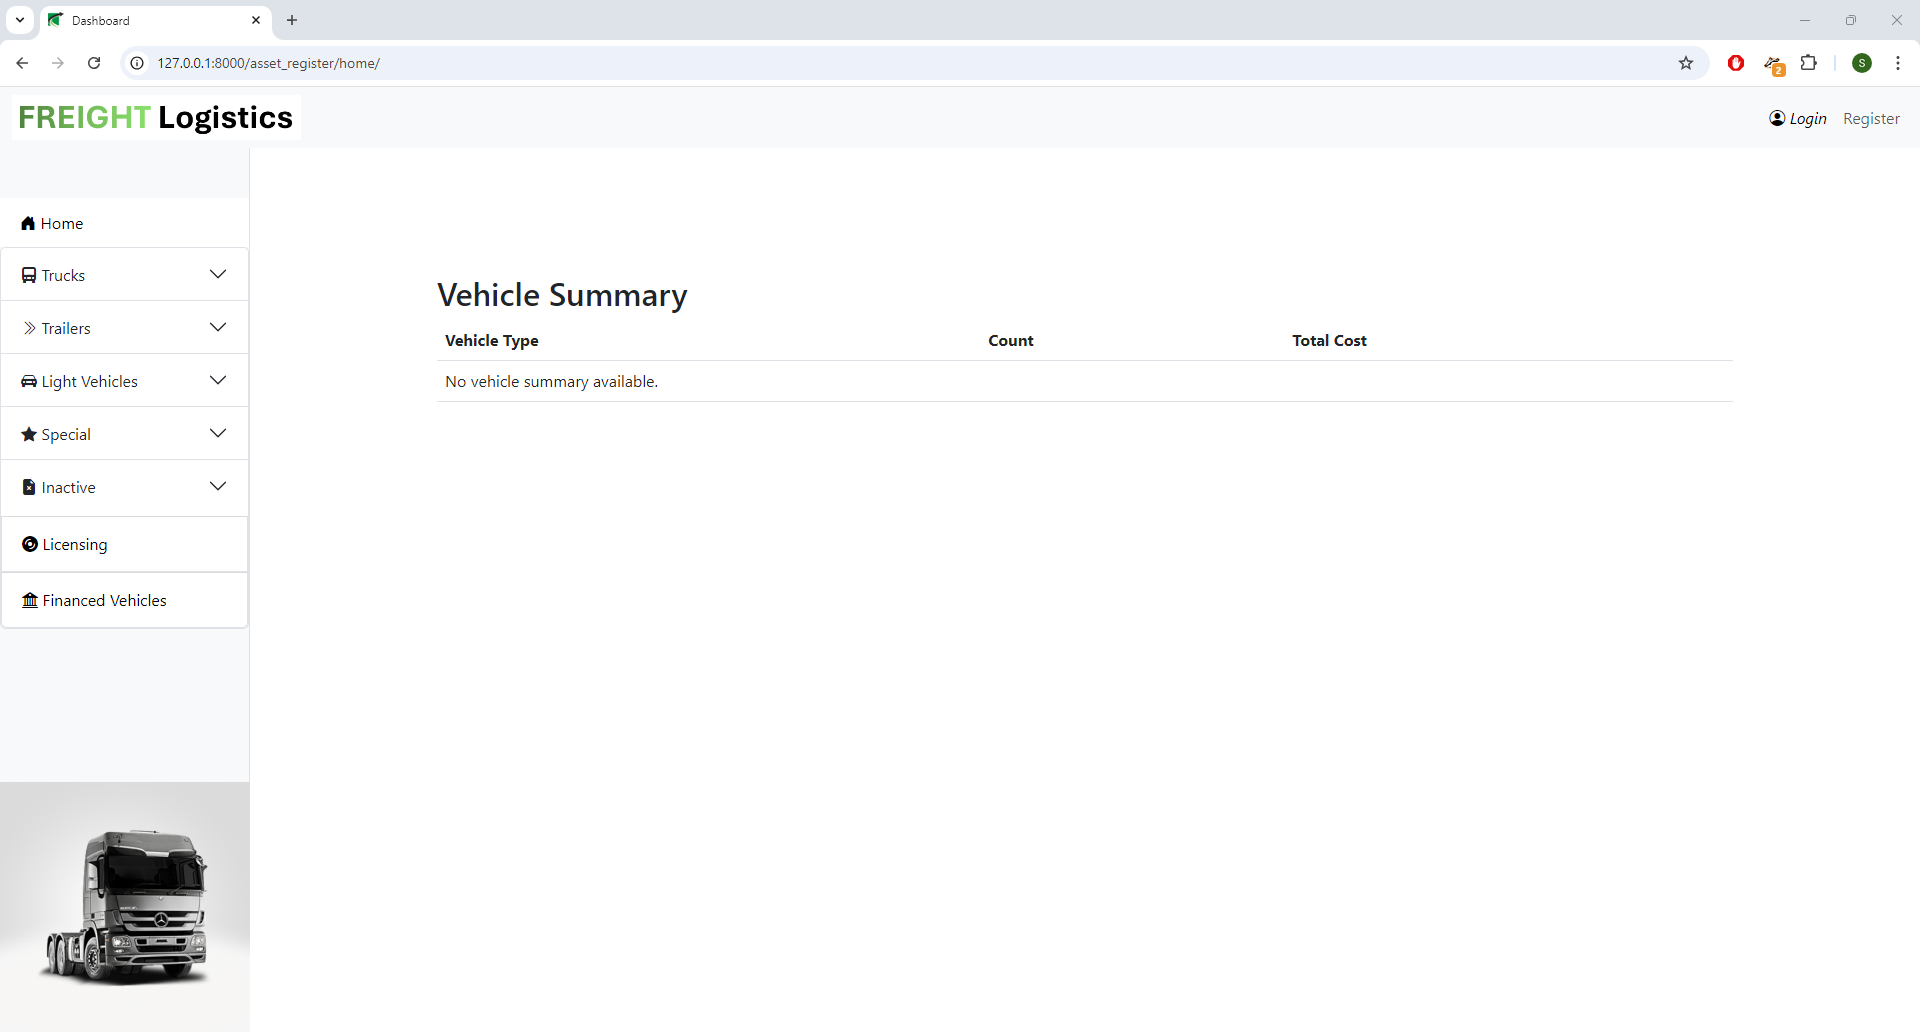 Dashboard
127.0.0.1:8000/asset_register/home/
2
S
FREIGHT Logistics
Login Register
Home
Trucks
Trailers
Light Vehicles
Special
Inactive
Licensing
Financed Vehicles
Vehicle Summary
Vehicle Type Count Total Cost
No vehicle summary available.